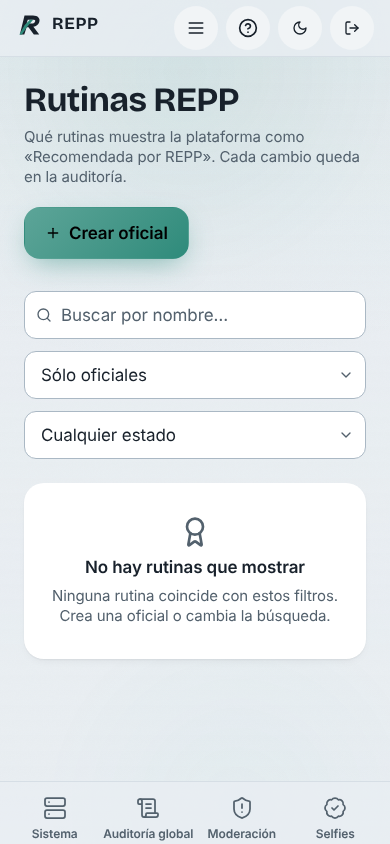 REPP
Rutinas REPP
Qué rutinas muestra la plataforma como
«Recomendada por REPP». Cada cambio queda
en la auditoría.
+ Crear oficial
Buscar por nombre...
Sólo oficiales
Cualquier estado
No hay rutinas que mostrar
Ninguna rutina coincide con estos filtros.
Crea una oficial o cambia la búsqueda.
Sistema
Auditoría global
Moderación
Selfies